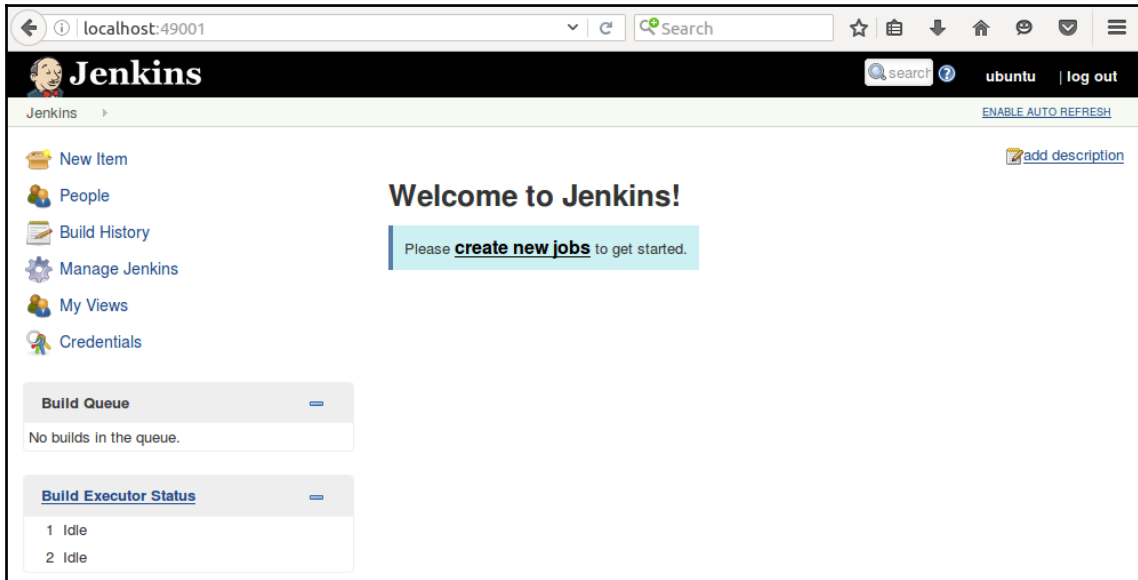 localhost:49001
Search
Jenkins
search
ubuntu | log out
Jenkins
ENABLE AUTO REFRESH
New Item
People
Build History
Manage Jenkins
My Views
Credentials
add description
Welcome to Jenkins!
Please create new jobs to get started.
Build Queue
No builds in the queue.
Build Executor Status
1 Idle
2 Idle